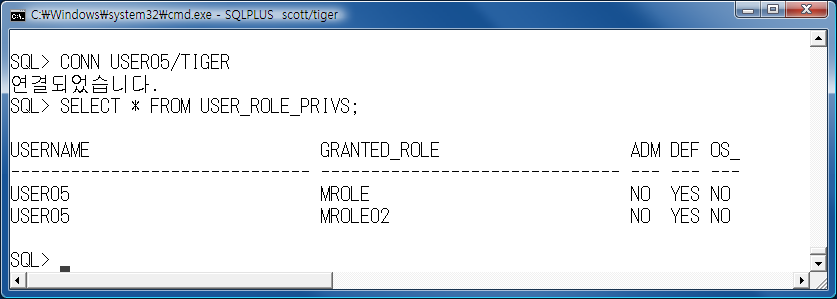 C:₩Windows₩system32₩cmd.exe - SQLPLUS scott/tiger
SQL> CONN USER05/TIGER
연결되었습니다.
SQL> SELECT * FROM USER_ROLE_PRIVS;
USERNAME                       GRANTED_ROLE                   ADM DEF OS_
------------------------------ ------------------------------ --- --- ---
USER05                         MROLE                          NO  YES NO
USER05                         MROLE02                        NO  YES NO
SQL>